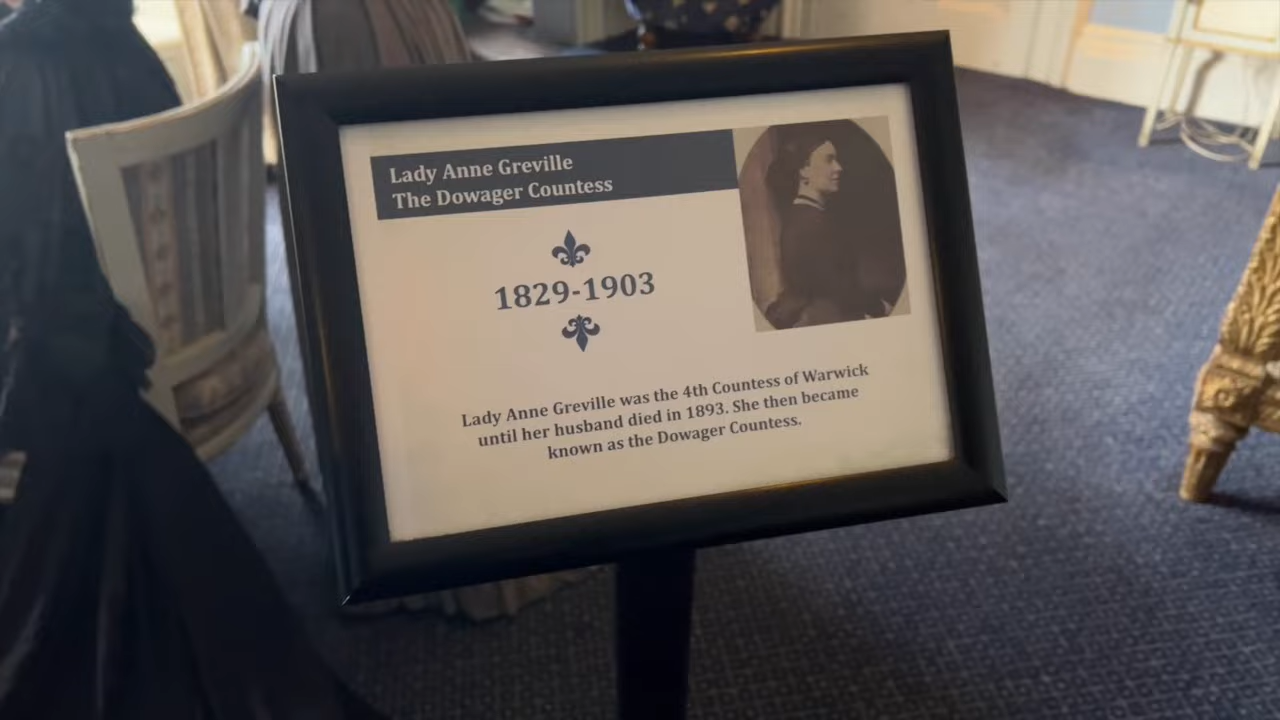 Lady Anne Greville
The Dowager Countess
1829-1903
Lady Anne Greville was the 4th Countess of Warwick
until her husband died in 1893. She then became
known as the Dowager Countess.